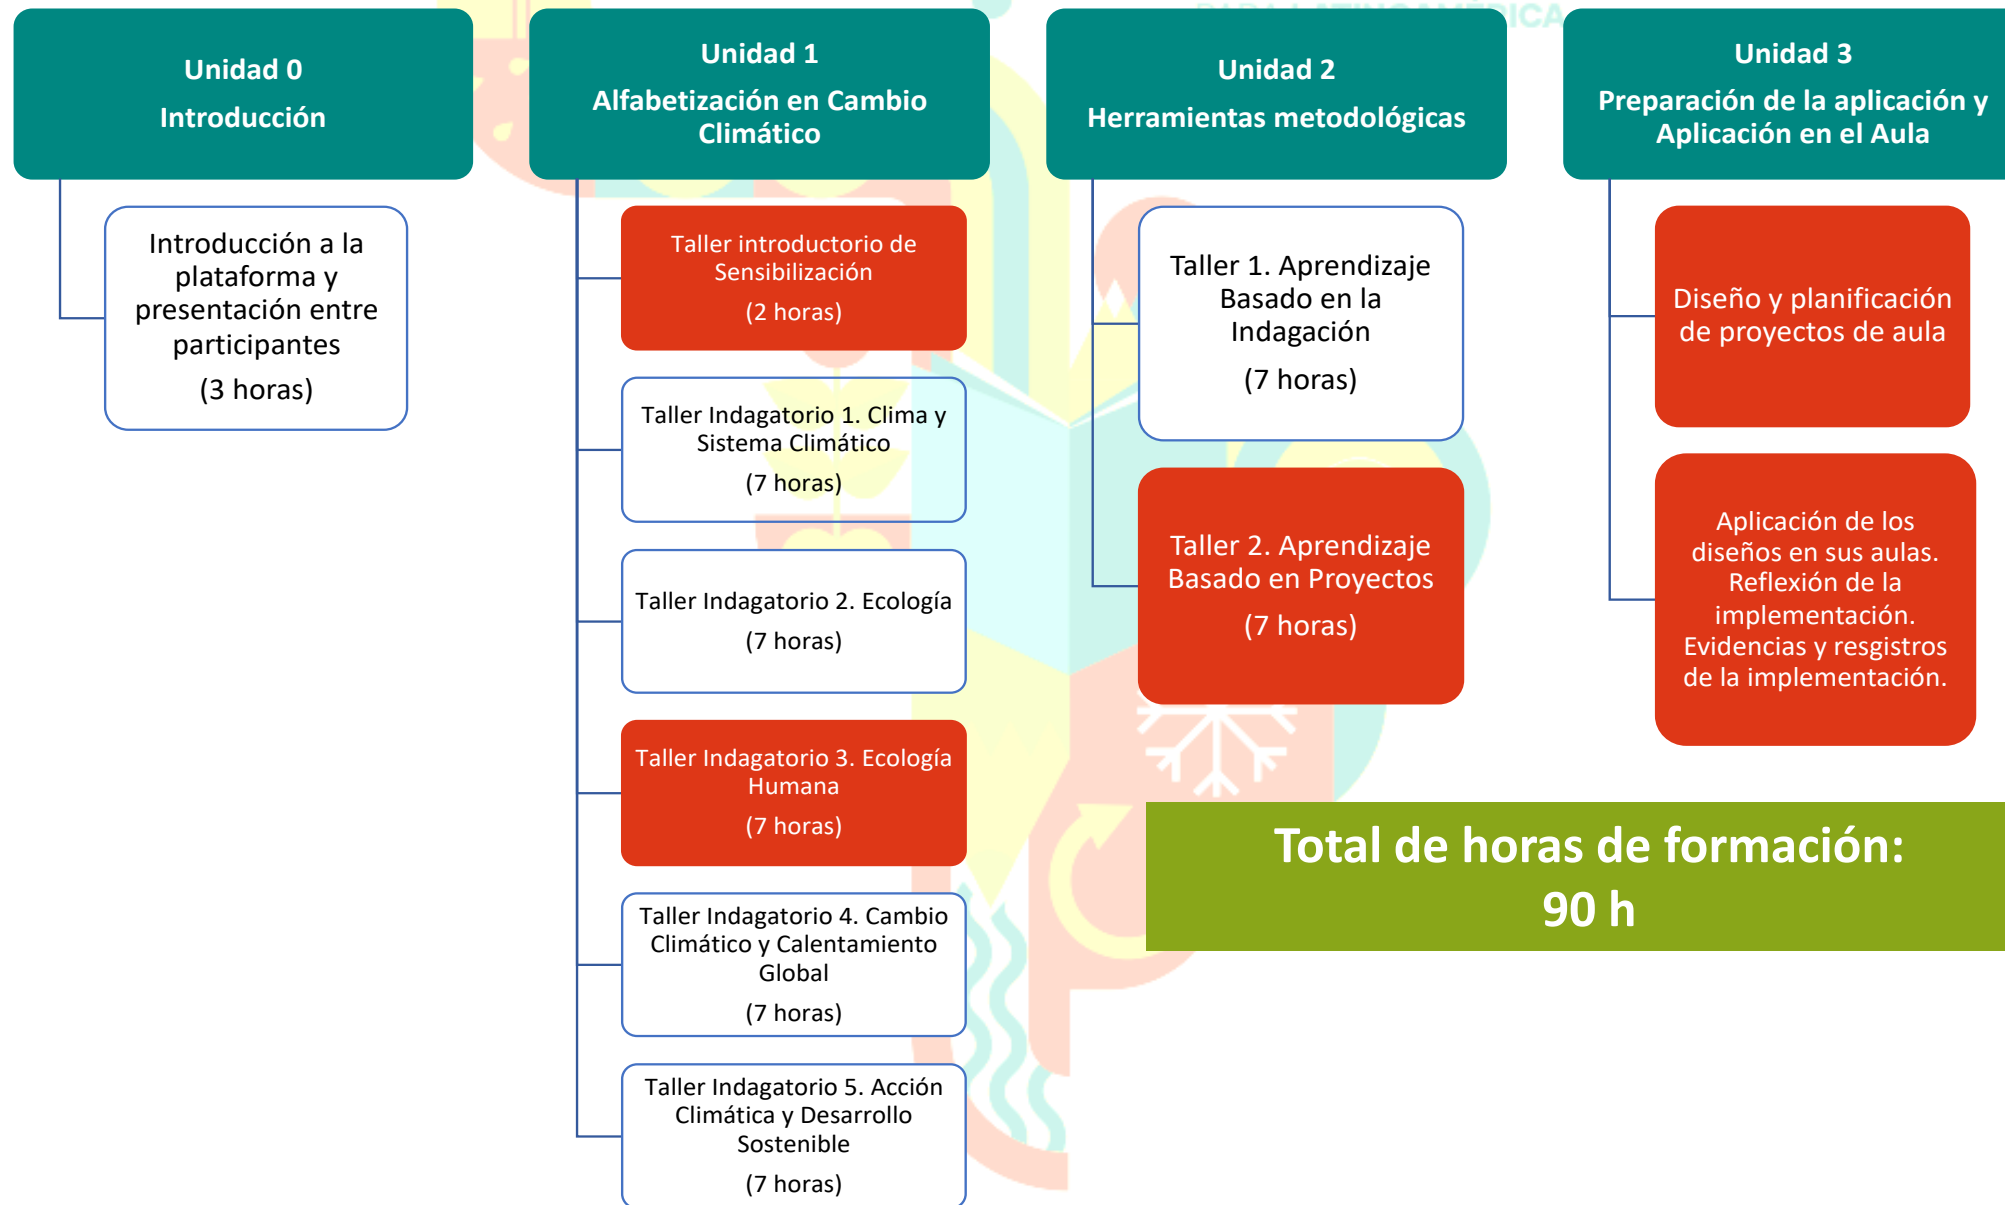 PARA LATINOAMÉRICA
Unidad 0
Introducción
Introducción a la
plataforma y
presentación entre
participantes
(3 horas)
Unidad 1
Alfabetización en Cambio
Climático
Taller introductorio de
Sensibilización
(2 horas)
Taller Indagatorio 1. Clima y
Sistema Climático
(7 horas)
Taller Indagatorio 2. Ecología
(7 horas)
Taller Indagatorio 3. Ecología
Humana
(7 horas)
Taller Indagatorio 4. Cambio
Climático y Calentamiento
Global
(7 horas)
Taller Indagatorio 5. Acción
Climática y Desarrollo
Sostenible
(7 horas)
Unidad 2
Herramientas metodológicas
Taller 1. Aprendizaje
Basado en la
Indagación
(7 horas)
Taller 2. Aprendizaje
Basado en Proyectos
(7 horas)
Unidad 3
Preparación de la aplicación y
Aplicación en el Aula
Diseño y planificación
de proyectos de aula
Aplicación de los
diseños en sus aulas.
Reflexión de la
implementación.
Evidencias y resgistros
de la implementación.
Total de horas de formación:
90 h